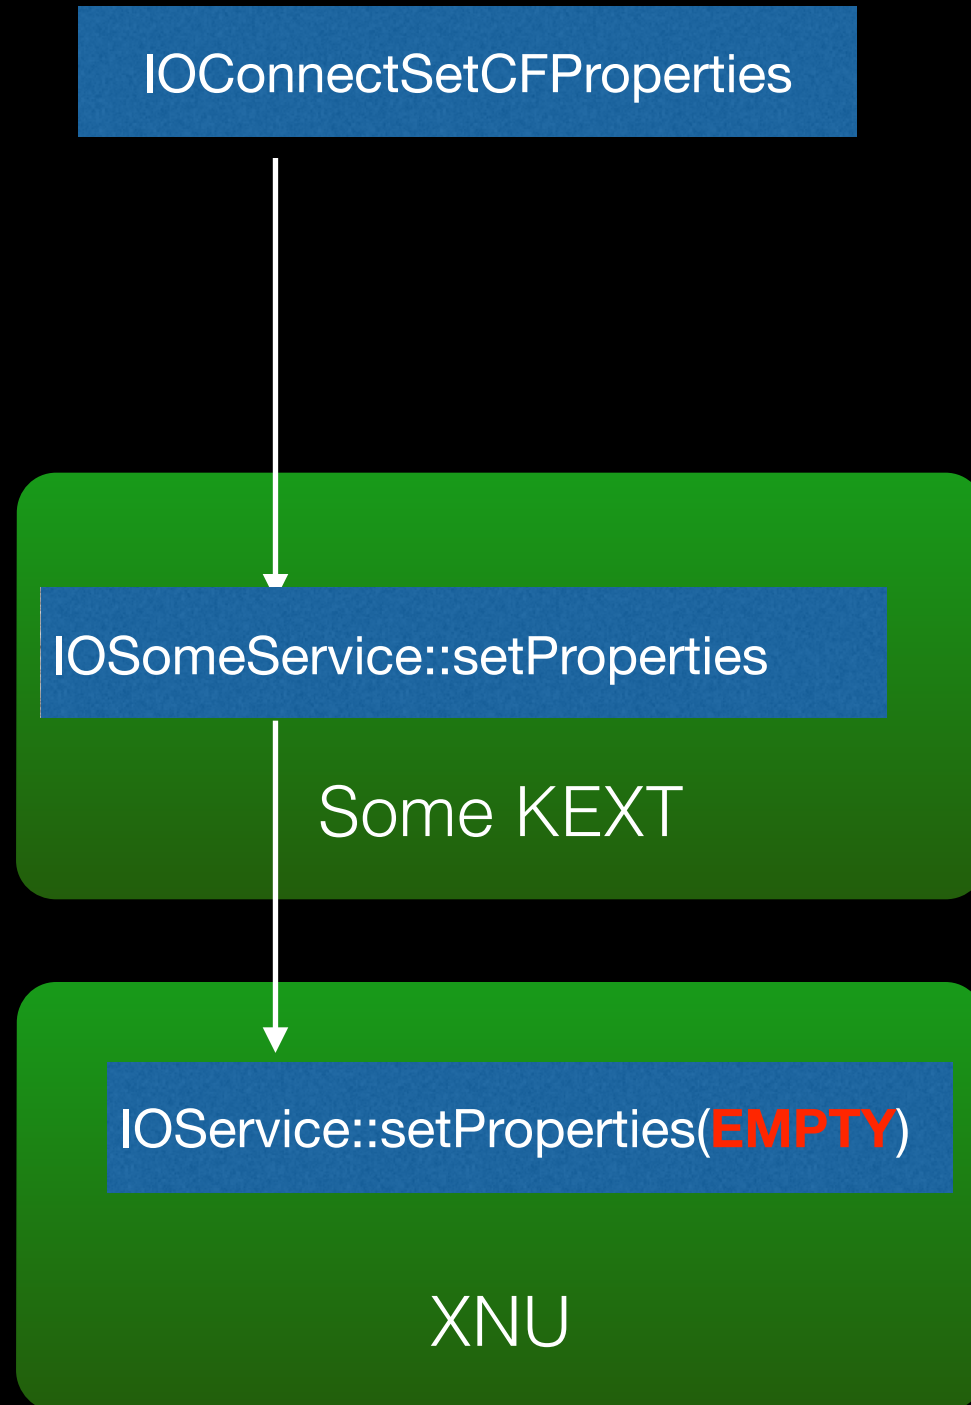 IOConnectSetCFProperties
IOSomeService::setProperties
Some KEXT
IOService::setProperties(EMPTY)
XNU